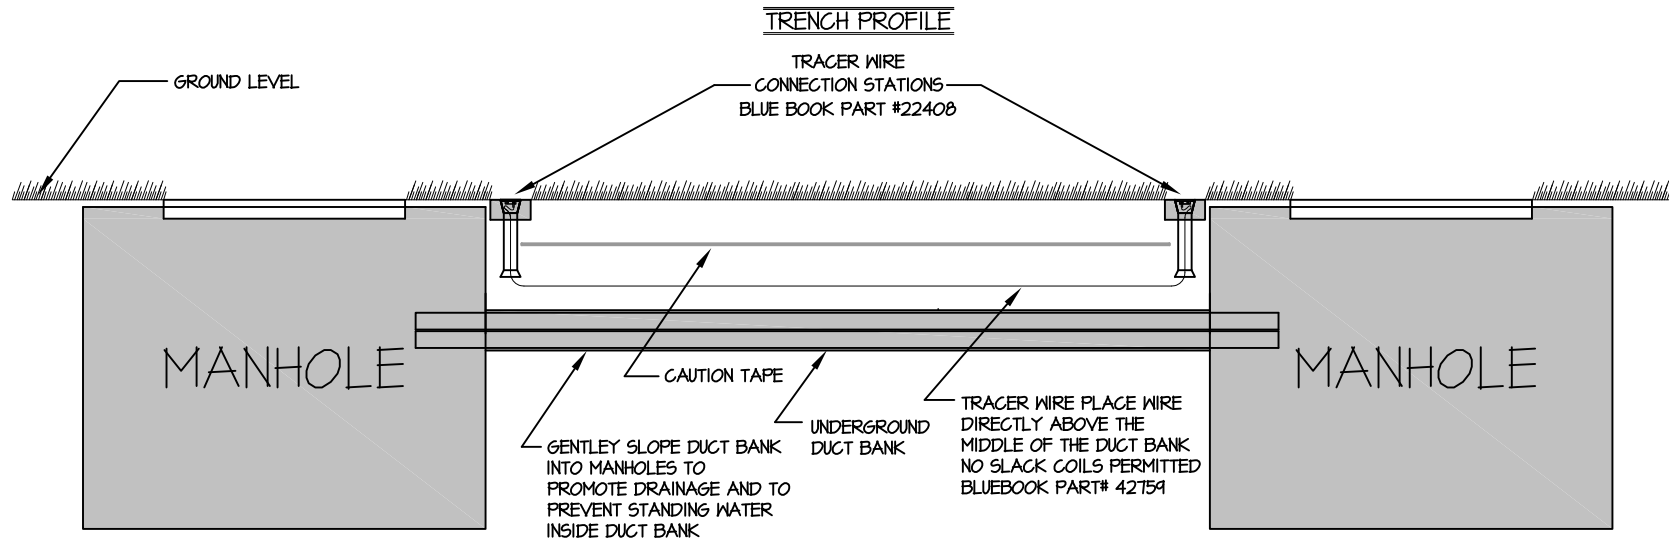 TRENCH PROFILE
TRACER WIRE
CONNECTION STATIONS
BLUE BOOK PART #22408
GROUND LEVEL
MANHOLE
MANHOLE
CAUTION TAPE
GENTLEY SLOPE DUCT BANK
INTO MANHOLES TO
PROMOTE DRAINAGE AND TO
PREVENT STANDING WATER
INSIDE DUCT BANK
UNDERGROUND
DUCT BANK
TRACER WIRE PLACE WIRE
DIRECTLY ABOVE THE
MIDDLE OF THE DUCT BANK
NO SLACK COILS PERMITTED
BLUEBOOK PART# 42759